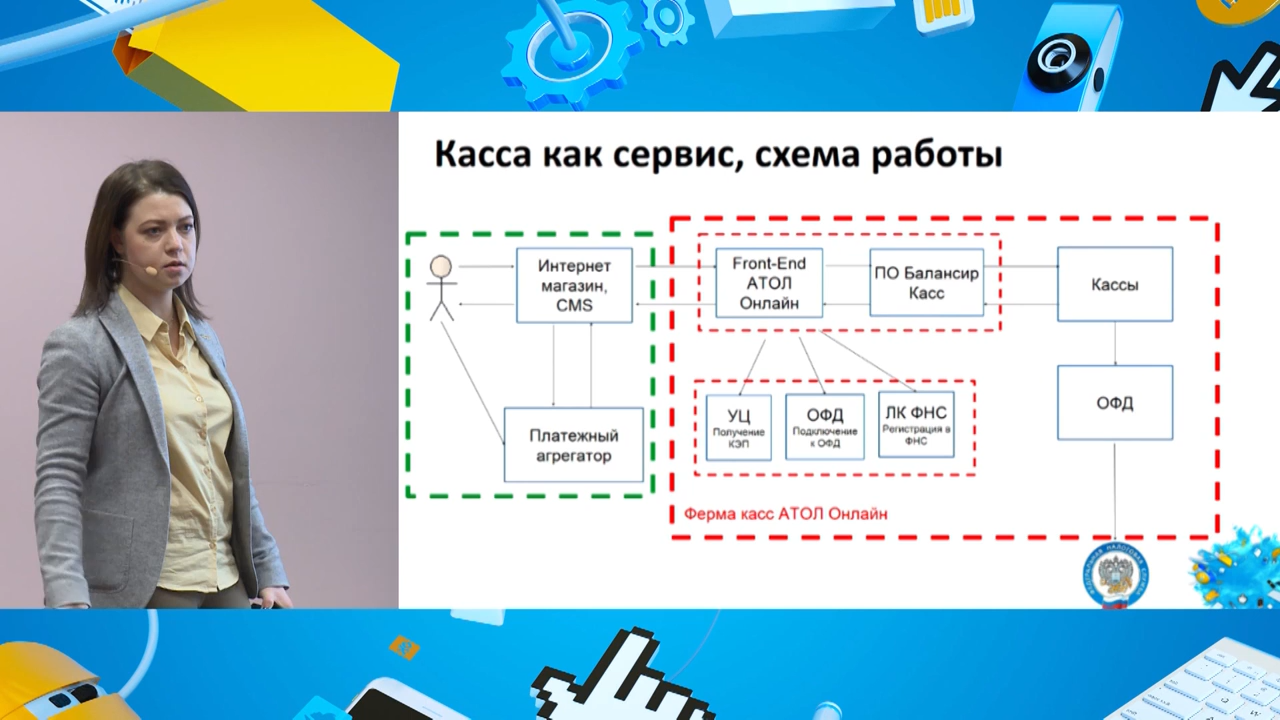 Касса как сервис, схема работы
Интернет
магазин,
CMS
Front-End
АТОЛ
Онлайн
ПО Балансир
Касс
Кассы
Платежный
агрегатор
УЦ
Получение
КЭП
ОФД
Подключение
к ОФД
ЛК ФНС
Регистрация в
ФНС
ОФД
Ферма касс АТОЛ Онлайн